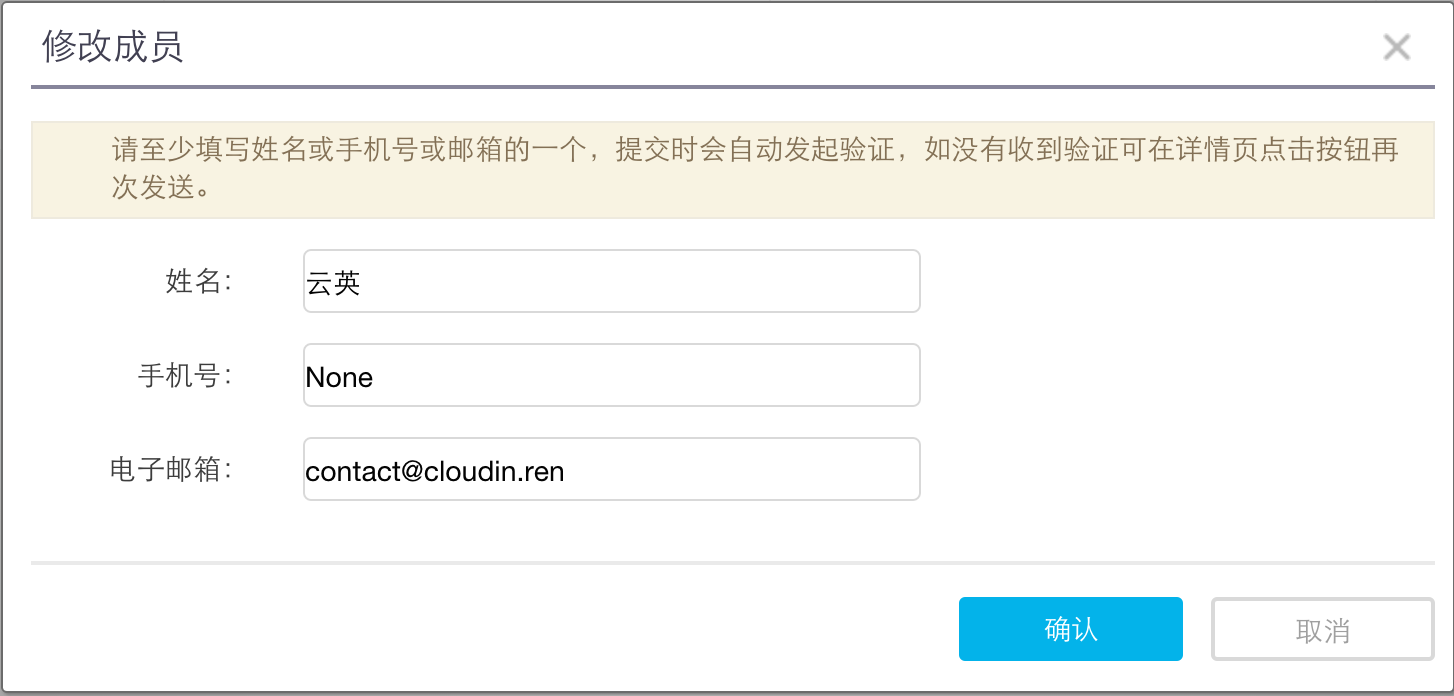 修改成员
请至少填写姓名或手机号或邮箱的一个，提交时会自动发起验证，如没有收到验证可在详情页点击按钮再
次发送。
姓名： 云英
手机号： None
电子邮箱： contact@cloudin.ren
确认 取消